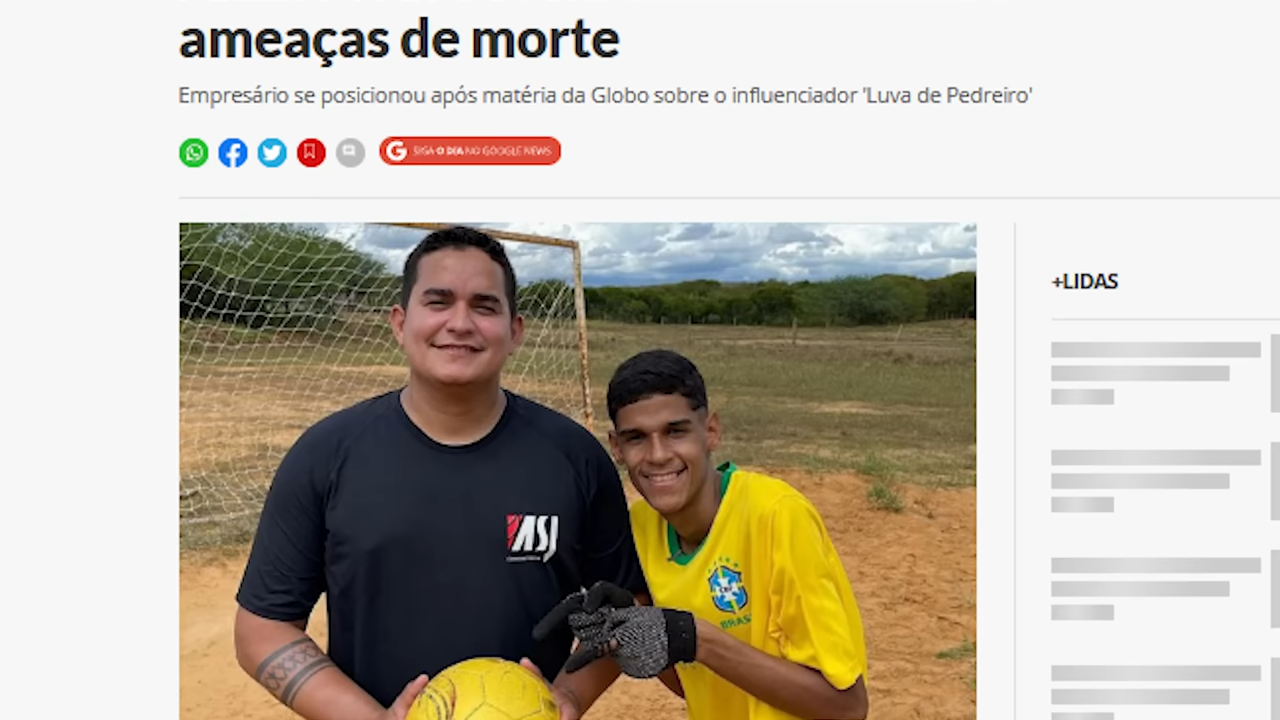 ameaças de morte
Empresário se posicionou após matéria da Globo sobre o influenciador 'Luva de Pedreiro'
SIGA O DIA NO GOOGLE NEWS
+LIDAS
ASJ
BRAS